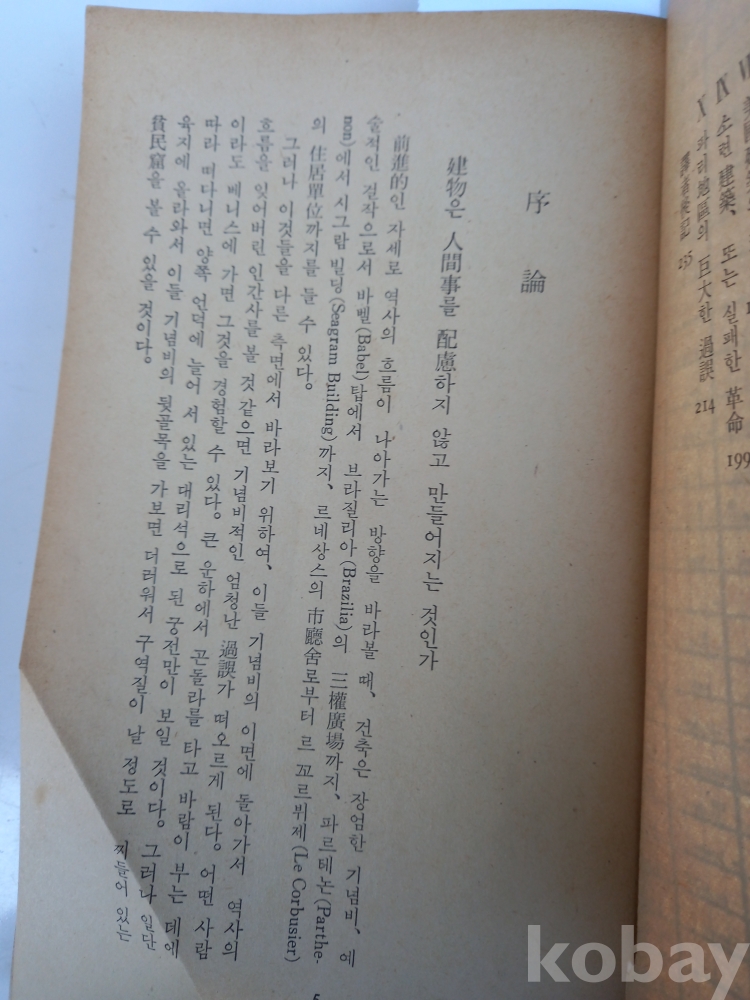 序論
建物은 人間事를 配慮하지 않고 만들어지는 것인가
前進的인 자세로 역사의 흐름이 나아가는 방향을 바라볼 때, 건축은 장엄한 기념비, 예
술적인 걸작으로서 바벨(Babel)탑에서 브라질리아(Brazilia)의 三權廣場까지, 파르테논(Parthe-
non)에서 시그람 빌딩(Seagram Building)까지, 르네상스의 市廳舍로부터 르 꼬르뷔제(Le Corbusier)
의 住居單位까지를 들 수 있다.
그러나 이것들을 다른 측면에서 바라보기 위하여, 이들 기념비의 이면에 돌아가서 역사의
흐름을 잊어버린 인간사를 볼 것 같으면 기념비적인 엄청난 過誤가 떠오르게 된다. 어떤 사람
이라도 베니스에 가면 그것을 경험할 수 있다. 큰 운하에서 곤돌라를 타고 바람이 부는 데에
따라 떠다니면 양쪽 언덕에 늘어 서 있는 대리석으로 된 궁전만이 보일 것이다. 그러나 일단
육지에 올라와서 이들 기념비의 뒷골목을 가보면 더러워서 구역질이 날 정도로 찌들어 있는
貧民窟을 볼 수 있을 것이다.
5
Ⅸ 소련 建築, 또는 실패한 革命 199
Ⅹ 파리 地區의 巨大한 過誤 214
譯者後記 235
kobay